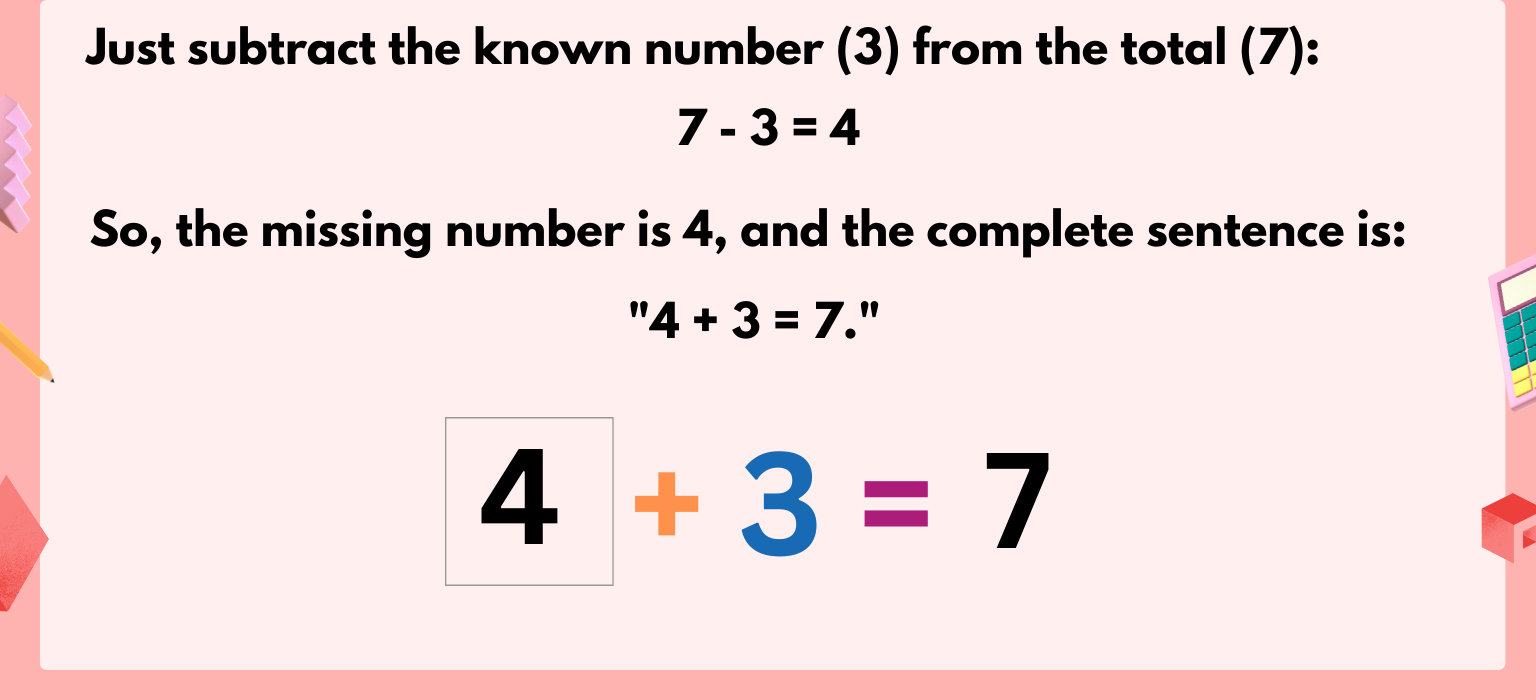 Just subtract the known number (3) from the total (7):
7 - 3 = 4
So, the missing number is 4, and the complete sentence is:
"4 + 3 = 7."
4 + 3 = 7